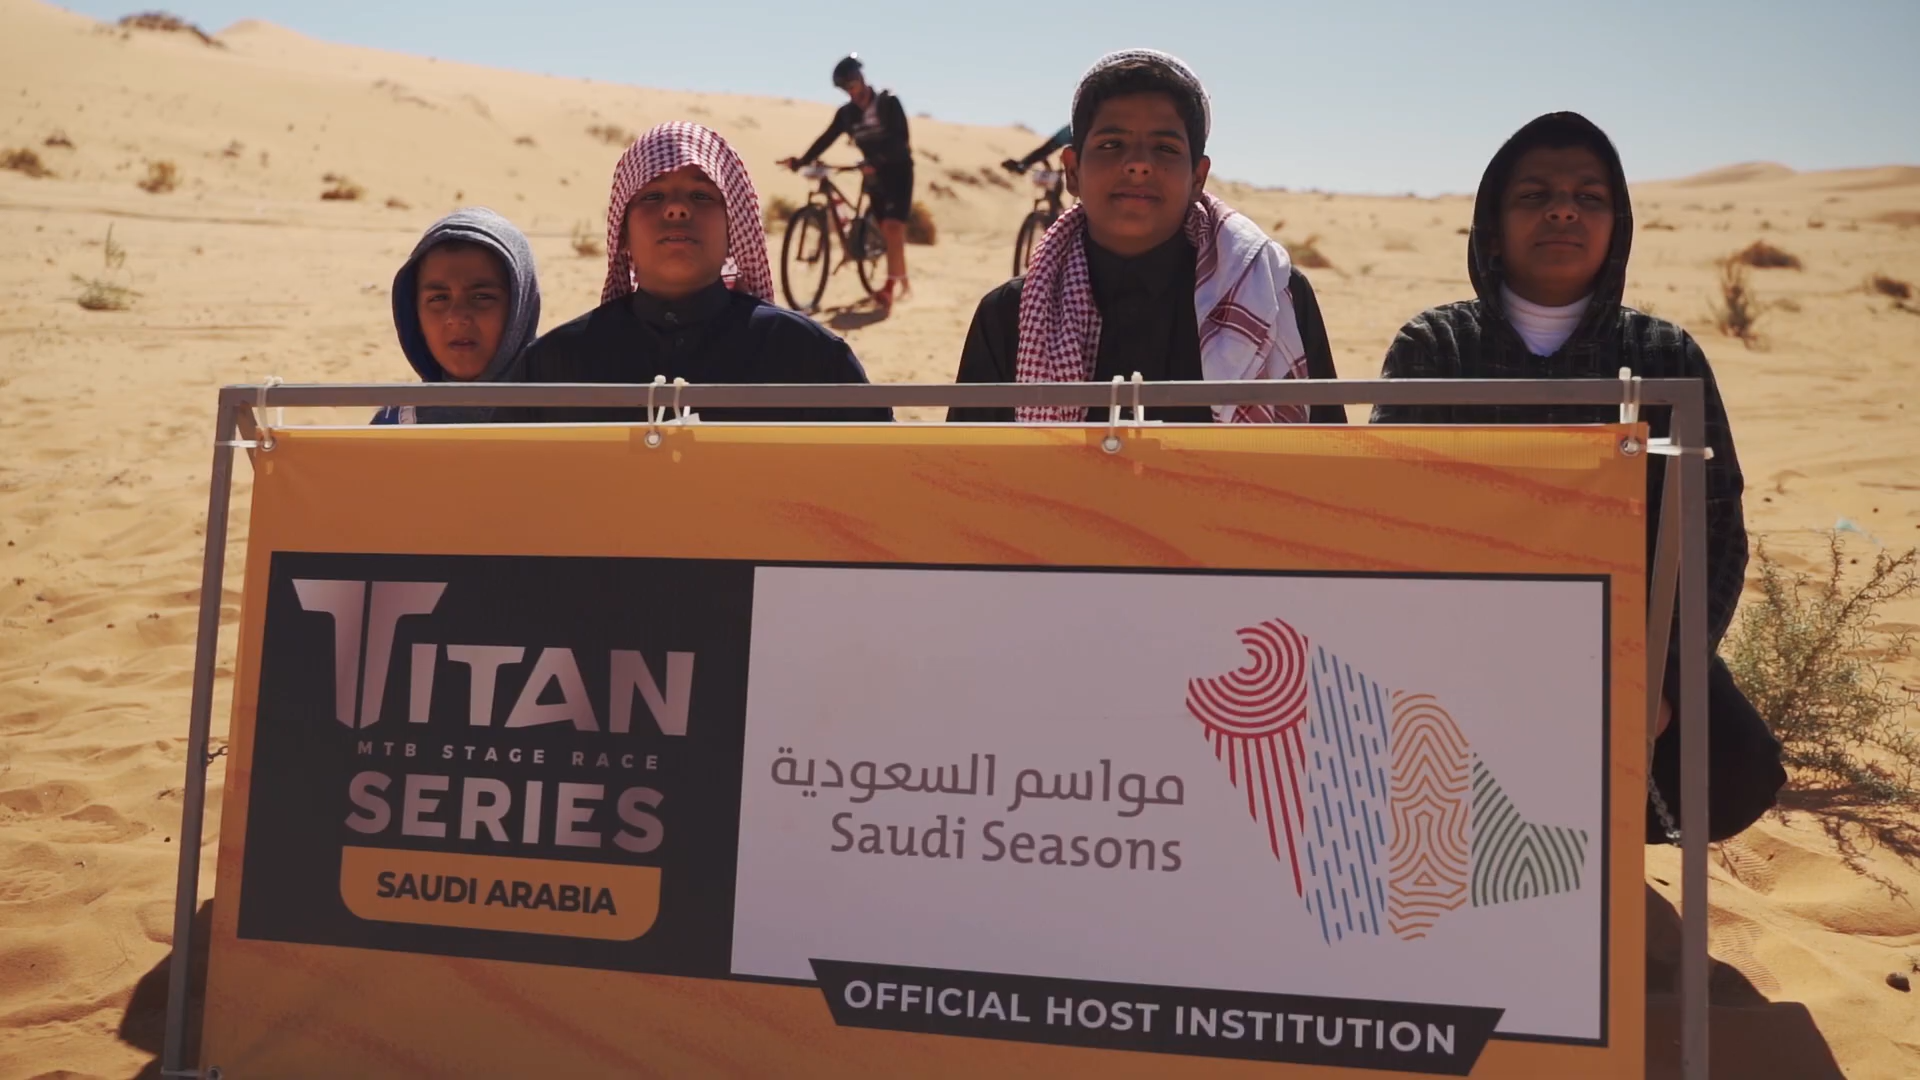 TITAN
MTB STAGE RACE
SERIES
SAUDI ARABIA
مواسم السعودية
Saudi Seasons
OFFICIAL HOST INSTITUTION